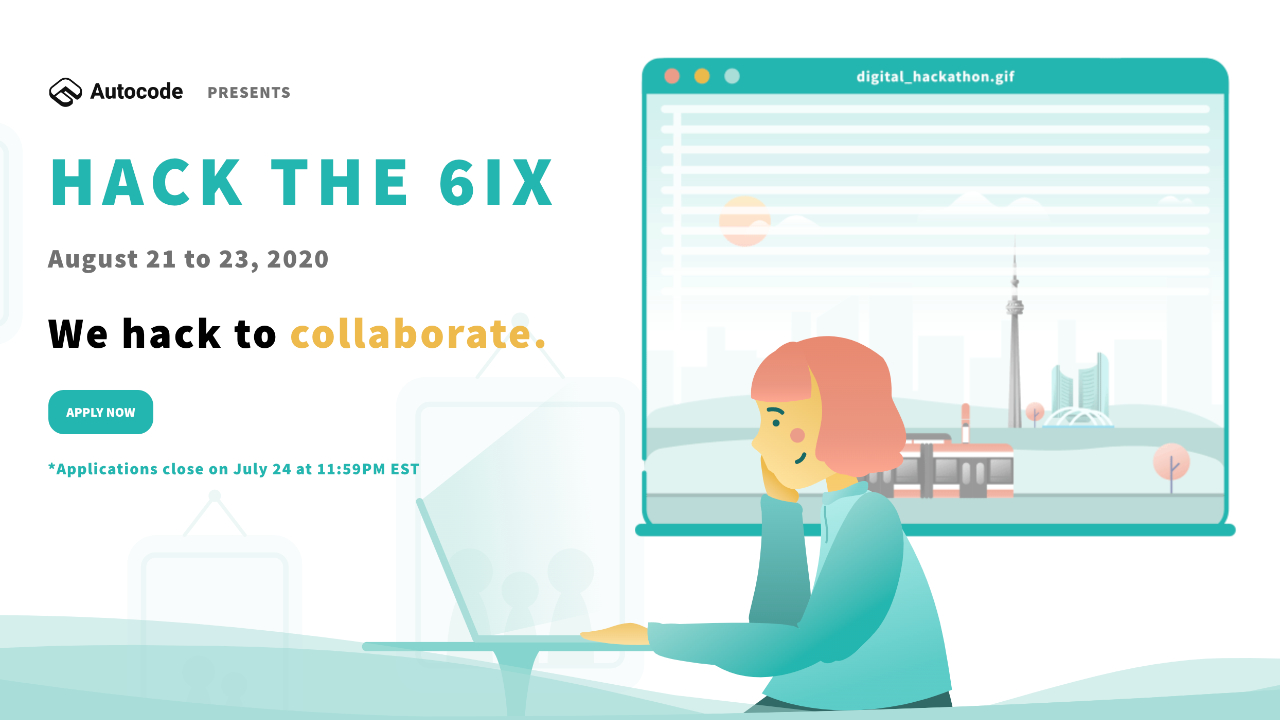 Autocode PRESENTS
HACK THE 6IX
August 21 to 23, 2020
We hack to collaborate.
APPLY NOW
*Applications close on July 24 at 11:59PM EST
digital_hackathon.gif